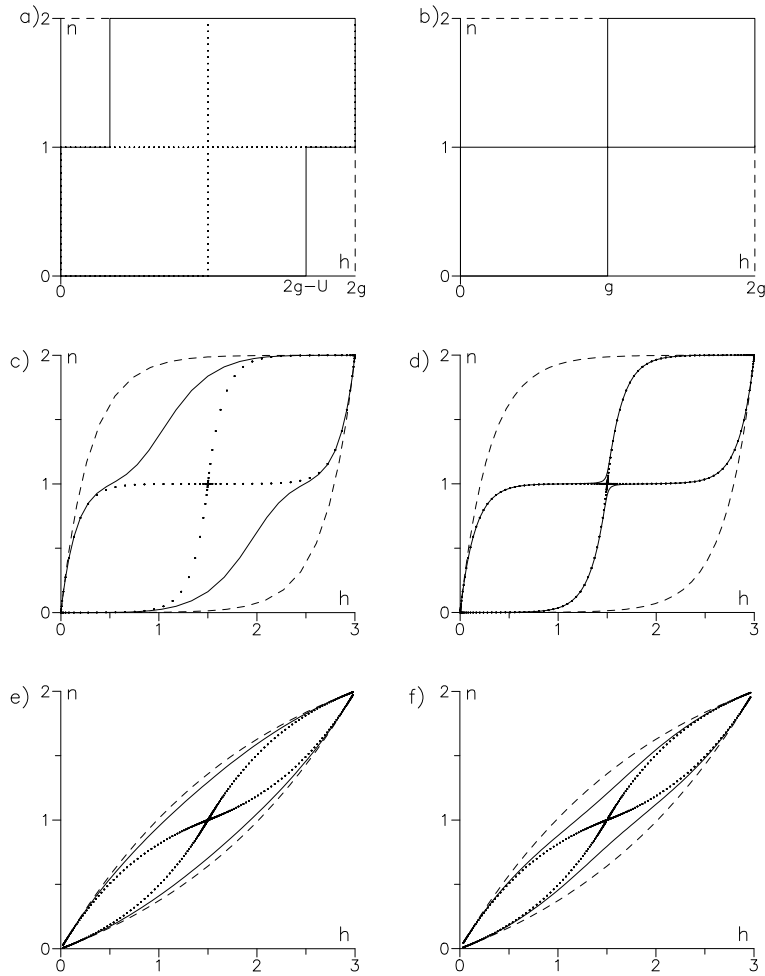 a) 2 n b) 2 n
1 1
0 h 0 h
0 2g-U 2g 0 g 2g
c) 2 n d) 2 n
1 1
0 h 0 h
0 1 2 3 0 1 2 3
e) 2 n f) 2 n
1 1
0 h 0 h
0 1 2 3 0 1 2 3